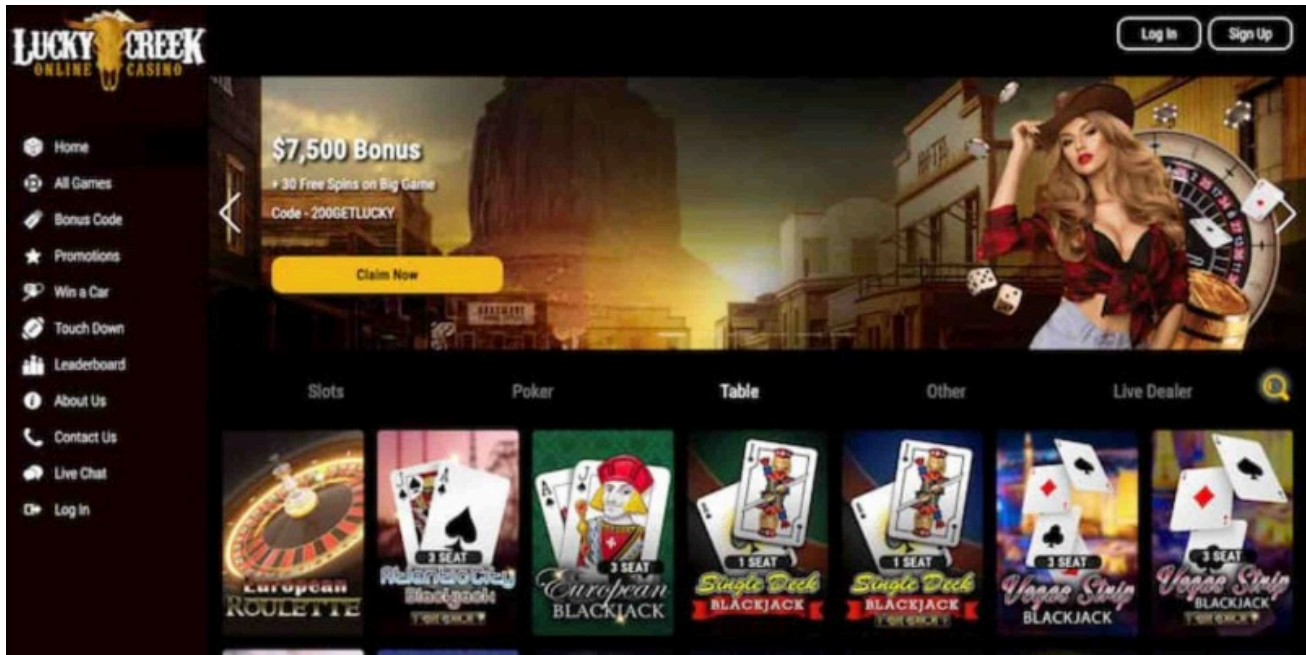 LUCKY CREEK
ONLINE CASINO
Log In
Sign Up
Home
All Games
Bonus Code
Promotions
Win a Car
Touch Down
Leaderboard
About Us
Contact Us
Live Chat
Log In
$7,500 Bonus
+ 30 Free Spins on Big Game
Code - 200GETLUCKY
Claim Now
HARDWARE
Slots
Poker
Table
Other
Live Dealer
European
ROULETTE
3 SEAT
Atlantic City
Blackjack
3 SEAT
European
BLACKJACK
1 SEAT
Single Deck
BLACKJACK
1 SEAT
Single Deck
BLACKJACK
3 SEAT
Vegas Strip
BLACKJACK
3 SEAT
Vegas Strip
BLACKJACK